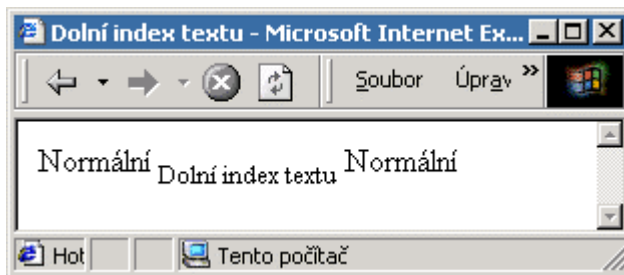 Dolní index textu - Microsoft Internet Ex...
Soubor Úprav »
Normální Dolní index textu Normální
Hot Tento počítač